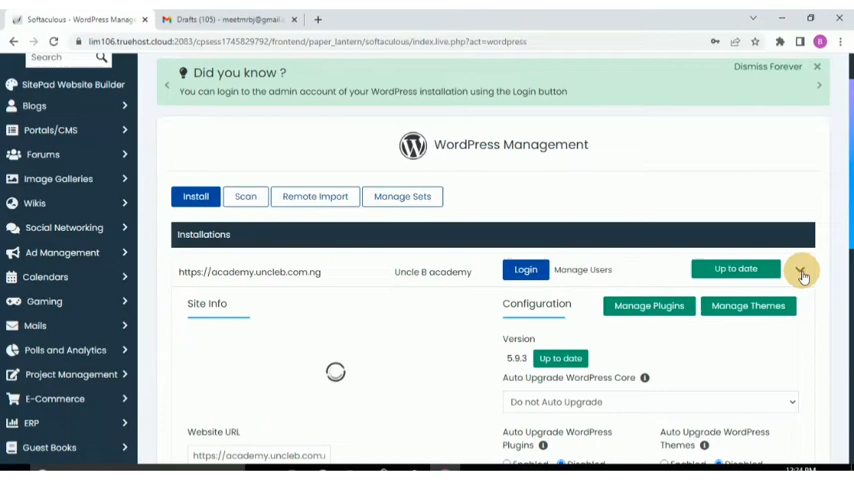 Softaculous - WordPress Manage
Drafts (105) - meetmrbj@gmail.
lim106.truehost.cloud:2083/cpsess1745829792/frontend/paper_lantern/softaculous/index.live.php?act=wordpress
B
Search
SitePad Website Builder
Blogs
Portals/CMS
Forums
Image Galleries
Wikis
Social Networking
Ad Management
Calendars
Gaming
Mails
Polls and Analytics
Project Management
E-Commerce
ERP
Guest Books
Did you know ?
Dismiss Forever
You can login to the admin account of your WordPress installation using the Login button
WordPress Management
Install
Scan
Remote Import
Manage Sets
Installations
https://academy.uncleb.com.ng
Uncle B academy
Login
Manage Users
Up to date
Site Info
Configuration
Manage Plugins
Manage Themes
Version
5.9.3
Up to date
Auto Upgrade WordPress Core
Do not Auto Upgrade
Website URL
Auto Upgrade WordPress
Plugins
Auto Upgrade WordPress
Themes
https://academy.uncleb.com.
Enabled
Disabled
Enabled
Disabled